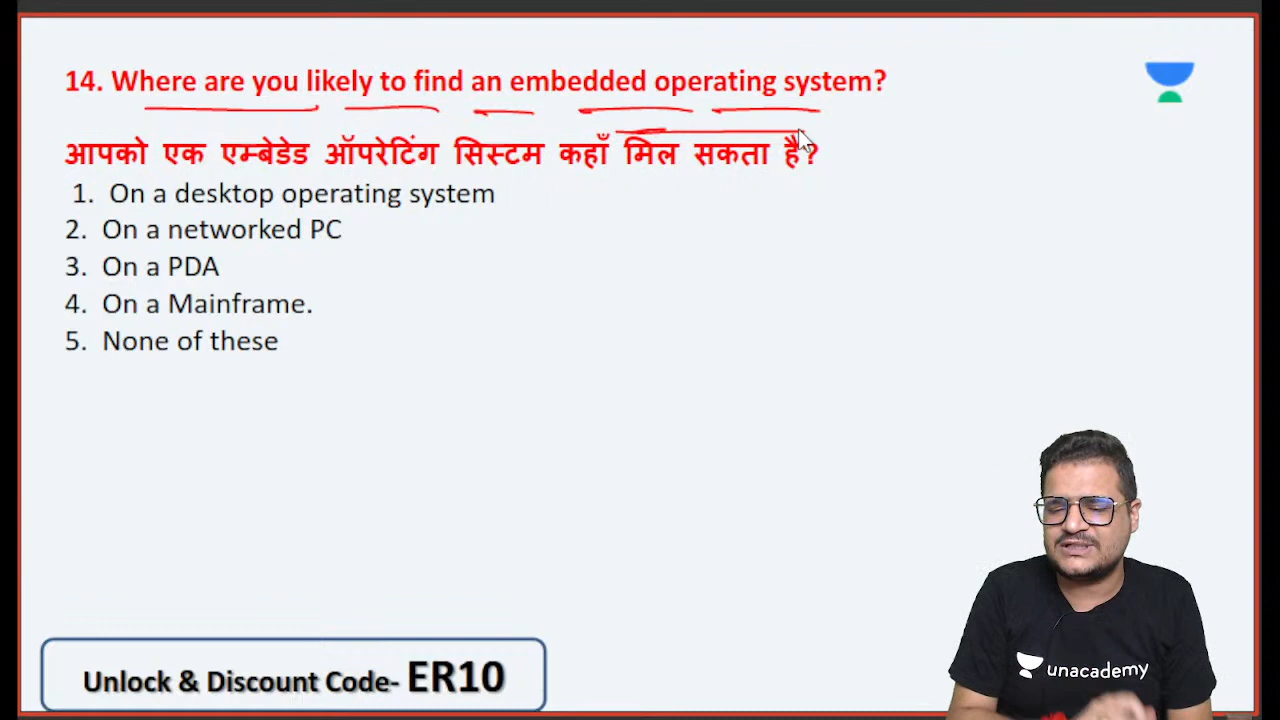 14. Where are you likely to find an embedded operating system?
आपको एक एम्बेडेड ऑपरेटिंग सिस्टम कहाँ मिल सकता है?
1. On a desktop operating system
2. On a networked PC
3. On a PDA
4. On a Mainframe.
5. None of these
unacademy
Unlock & Discount Code- ER10